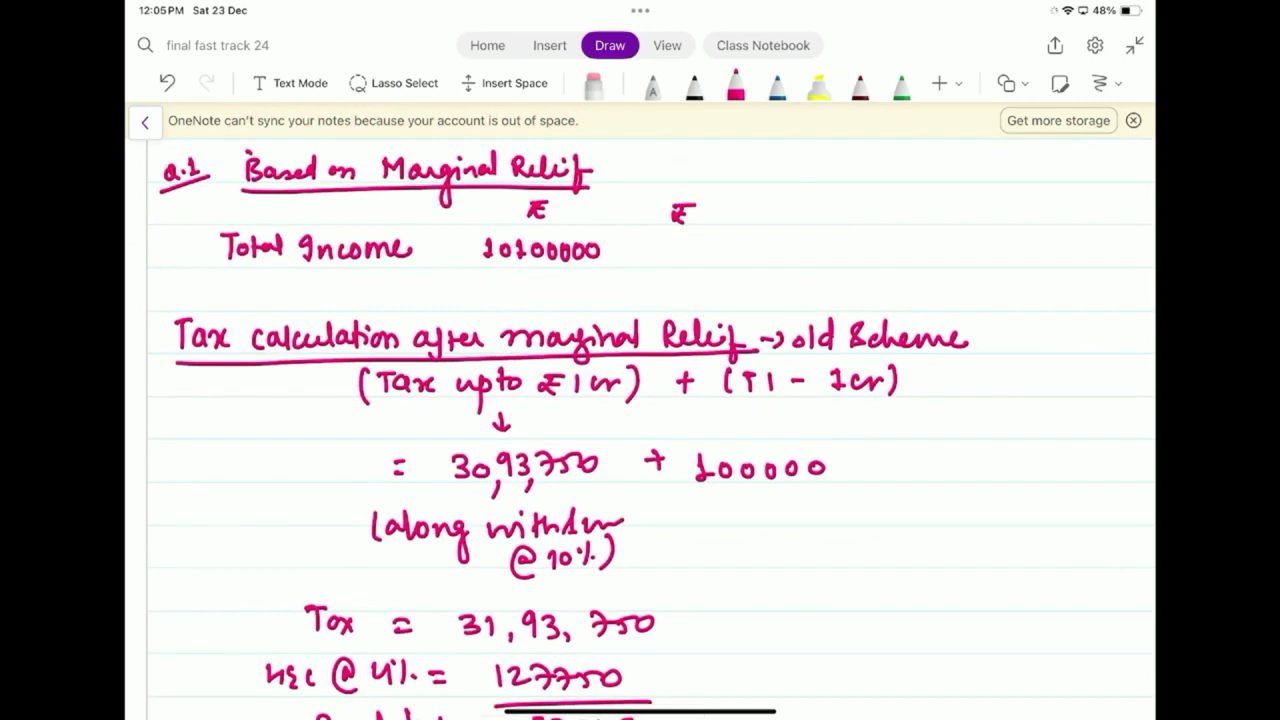 12:05 PM Sat 23 Dec
48%
final fast track 24
Home Insert Draw View Class Notebook
Text Mode Lasso Select Insert Space
A
OneNote can't sync your notes because your account is out of space.
Get more storage
Q.1 Based on Marginal Relief
₹ ₹
Total Income 10100000
Tax calculation after marginal Relief → old Scheme
(Tax upto ₹1cr) + (TI - 1cr)
↓
= 30,93,750 + 100000
(along with
@ 10%)
Tax = 31,93,750
HEC @ 4% = 127750